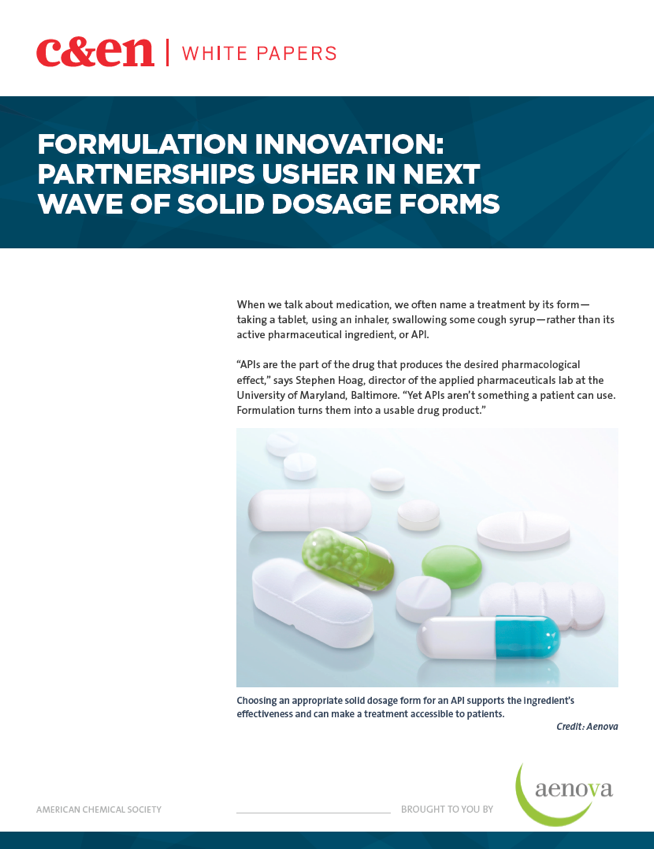 c&en | WHITE PAPERS
FORMULATION INNOVATION:
PARTNERSHIPS USHER IN NEXT
WAVE OF SOLID DOSAGE FORMS
When we talk about medication, we often name a treatment by its form—
taking a tablet, using an inhaler, swallowing some cough syrup—rather than its
active pharmaceutical ingredient, or API.
“APIs are the part of the drug that produces the desired pharmacological
effect,” says Stephen Hoag, director of the applied pharmaceuticals lab at the
University of Maryland, Baltimore. “Yet APIs aren’t something a patient can use.
Formulation turns them into a usable drug product.”
Choosing an appropriate solid dosage form for an API supports the ingredient’s
effectiveness and can make a treatment accessible to patients.
Credit: Aenova
AMERICAN CHEMICAL SOCIETY
BROUGHT TO YOU BY
aenova